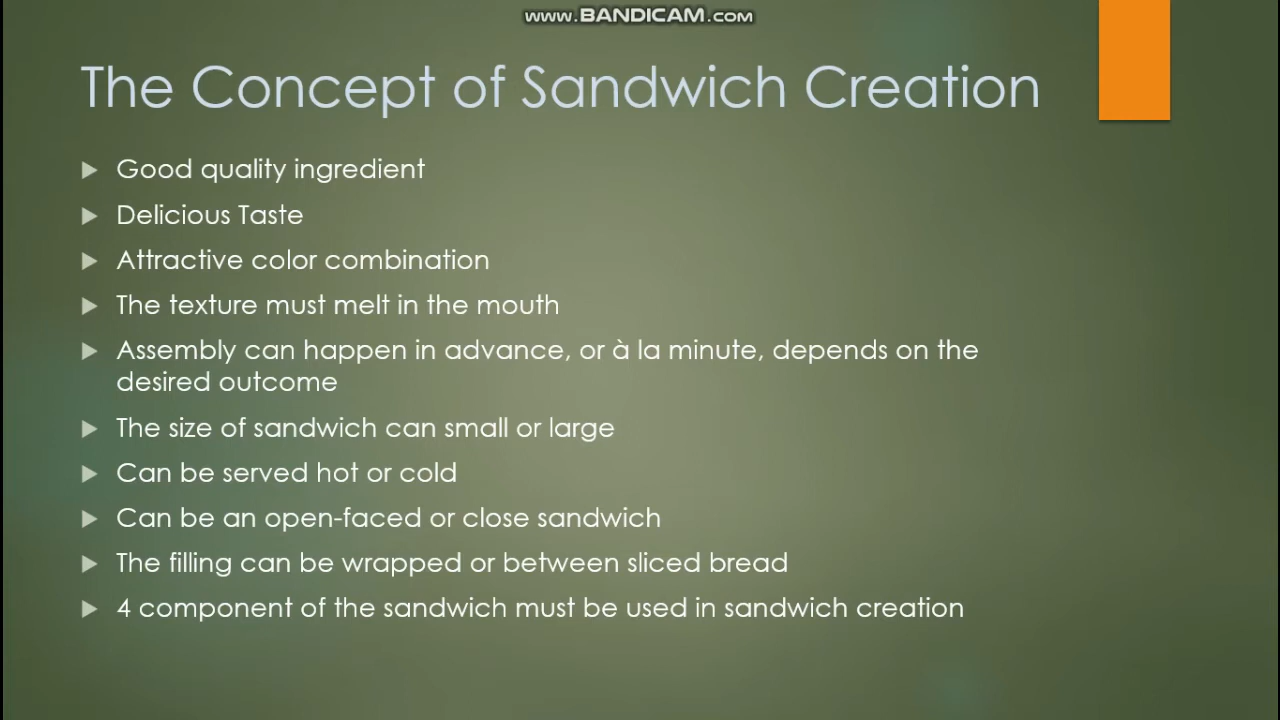 www.BANDICAM.com
The Concept of Sandwich Creation
Good quality ingredient
Delicious Taste
Attractive color combination
The texture must melt in the mouth
Assembly can happen in advance, or à la minute, depends on the
desired outcome
The size of sandwich can small or large
Can be served hot or cold
Can be an open-faced or close sandwich
The filling can be wrapped or between sliced bread
4 component of the sandwich must be used in sandwich creation